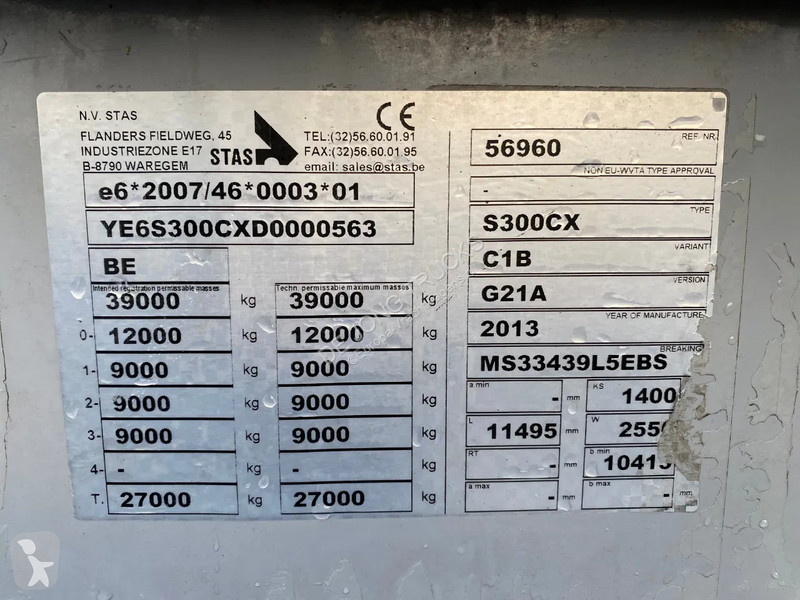 N.V. STAS
FLANDERS FIELDWEG, 45
INDUSTRIEZONE E17
B-8790 WAREGEM
STAS
CE
TEL:(32)56.60.01.91
FAX:(32)56.60.01.95
email: sales@stas.be
e6*2007/46*0003*01
YE6S300CXD0000563
BE
Intended registration permissable masses Techn. permissable maximum masses
39000 kg 39000 kg
0- 12000 kg 12000 kg
1- 9000 kg 9000 kg
2- 9000 kg 9000 kg
3- 9000 kg 9000 kg
4- - kg - kg
T. 27000 kg 27000 kg
REF. NR.
56960
NON EU-WVTA TYPE APPROVAL
-
TYPE
S300CX
VARIANT
C1B
VERSION
G21A
YEAR OF MANUFACTURE
2013
BREAKING
MS33439L5EBS
a min - mm KS 1400
L 11495 mm W 2550
RT - mm b min 10415
a max - mm b max -